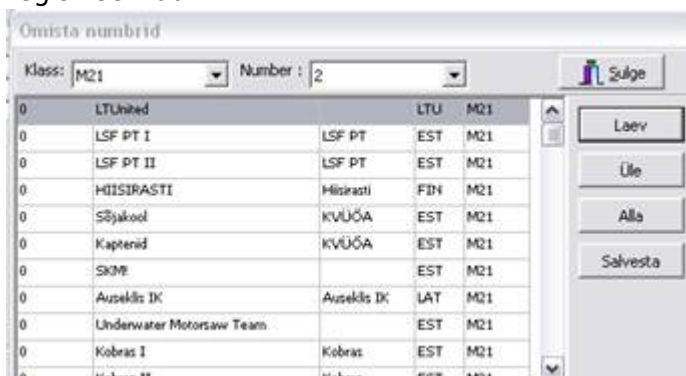 Omista numbrid
Klass: M21 Number : 2 Sulge
0 LTUnited LTU M21
0 LSF PT I LSF PT EST M21
0 LSF PT II LSF PT EST M21
0 HIISIRASTI Hiisirasti FIN M21
0 Sõjakool KVÜÕA EST M21
0 Kaptenid KVÜÕA EST M21
0 SKM! EST M21
0 Auseklis IK Auseklis IK LAT M21
0 Underwater Motorsaw Team EST M21
0 Kobras I Kobras EST M21
Laev
Üle
Alla
Salvesta